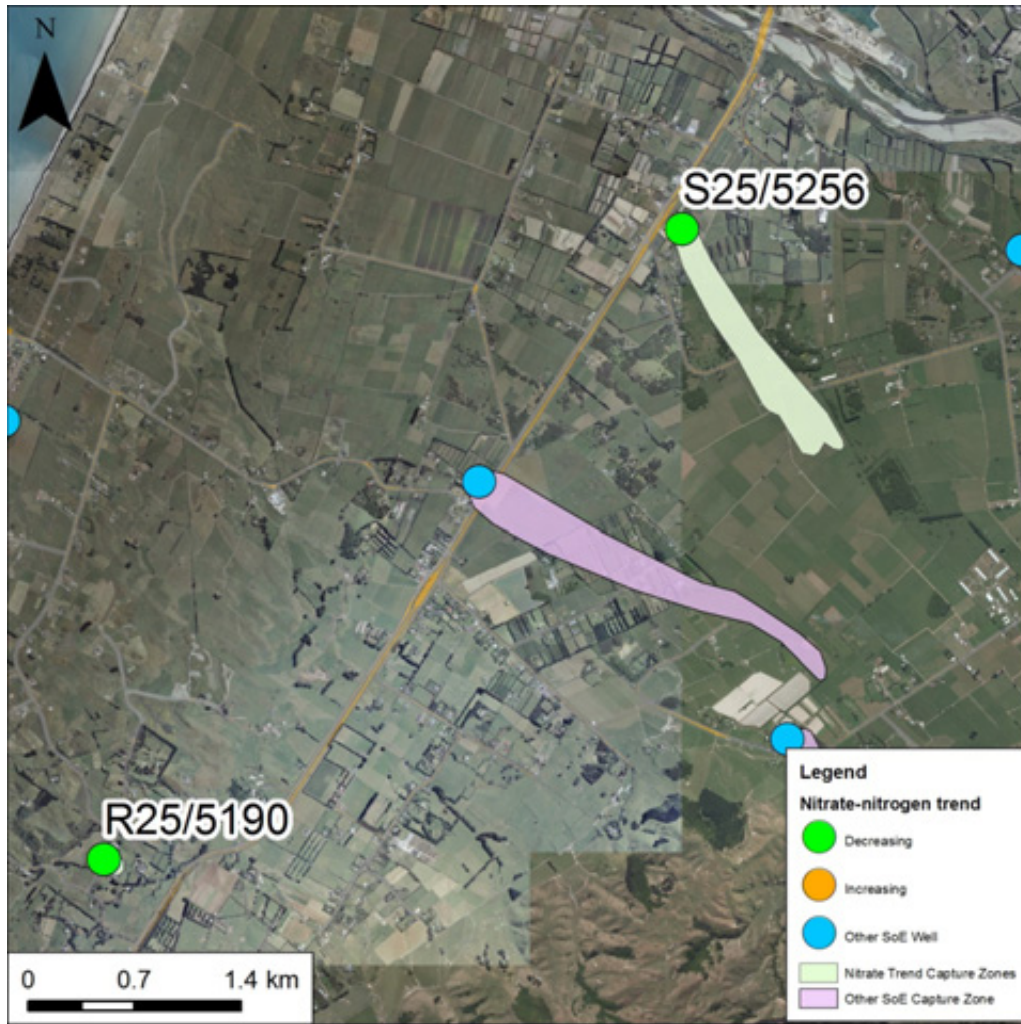 N
S25/5256
R25/5190
Legend
Nitrate-nitrogen trend
Decreasing
Increasing
Other SoE Well
Nitrate Trend Capture Zones
Other SoE Capture Zone
0 0.7 1.4 km